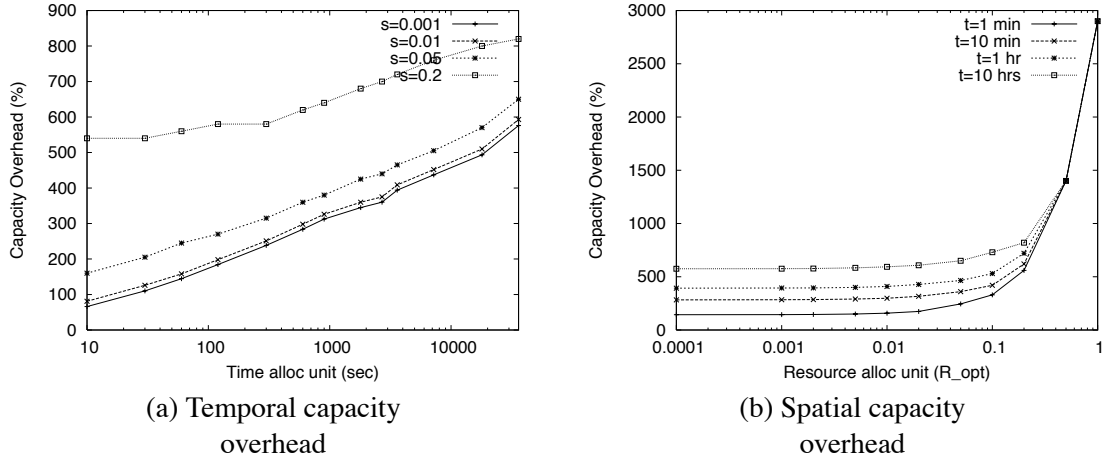 900
800
700
600
500
400
300
200
100
0
10
100
1000
10000
Capacity Overhead (%)
Time alloc unit (sec)
s=0.001
s=0.01
s=0.05
s=0.2
(a) Temporal capacity
overhead
3000
2500
2000
1500
1000
500
0
0.0001
0.001
0.01
0.1
1
Capacity Overhead (%)
Resource alloc unit (R_opt)
t=1 min
t=10 min
t=1 hr
t=10 hrs
(b) Spatial capacity
overhead